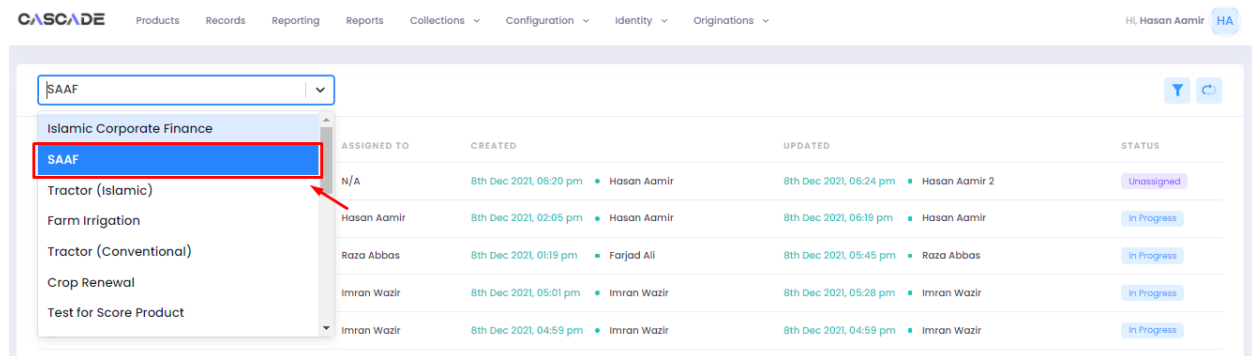 CASCADE Products Records Reporting Reports Collections Configuration Identity Originations Hi, Hasan Aamir HA
SAAF
Islamic Corporate Finance
SAAF
Tractor (Islamic)
Farm Irrigation
Tractor (Conventional)
Crop Renewal
Test for Score Product
ASSIGNED TO CREATED UPDATED STATUS
N/A 8th Dec 2021, 06:20 pm Hasan Aamir 8th Dec 2021, 06:24 pm Hasan Aamir 2 Unassigned
Hasan Aamir 8th Dec 2021, 02:05 pm Hasan Aamir 8th Dec 2021, 06:19 pm Hasan Aamir In Progress
Raza Abbas 8th Dec 2021, 01:19 pm Farjad Ali 8th Dec 2021, 05:45 pm Raza Abbas In Progress
Imran Wazir 8th Dec 2021, 05:01 pm Imran Wazir 8th Dec 2021, 05:28 pm Imran Wazir In Progress
Imran Wazir 8th Dec 2021, 04:59 pm Imran Wazir 8th Dec 2021, 04:59 pm Imran Wazir In Progress